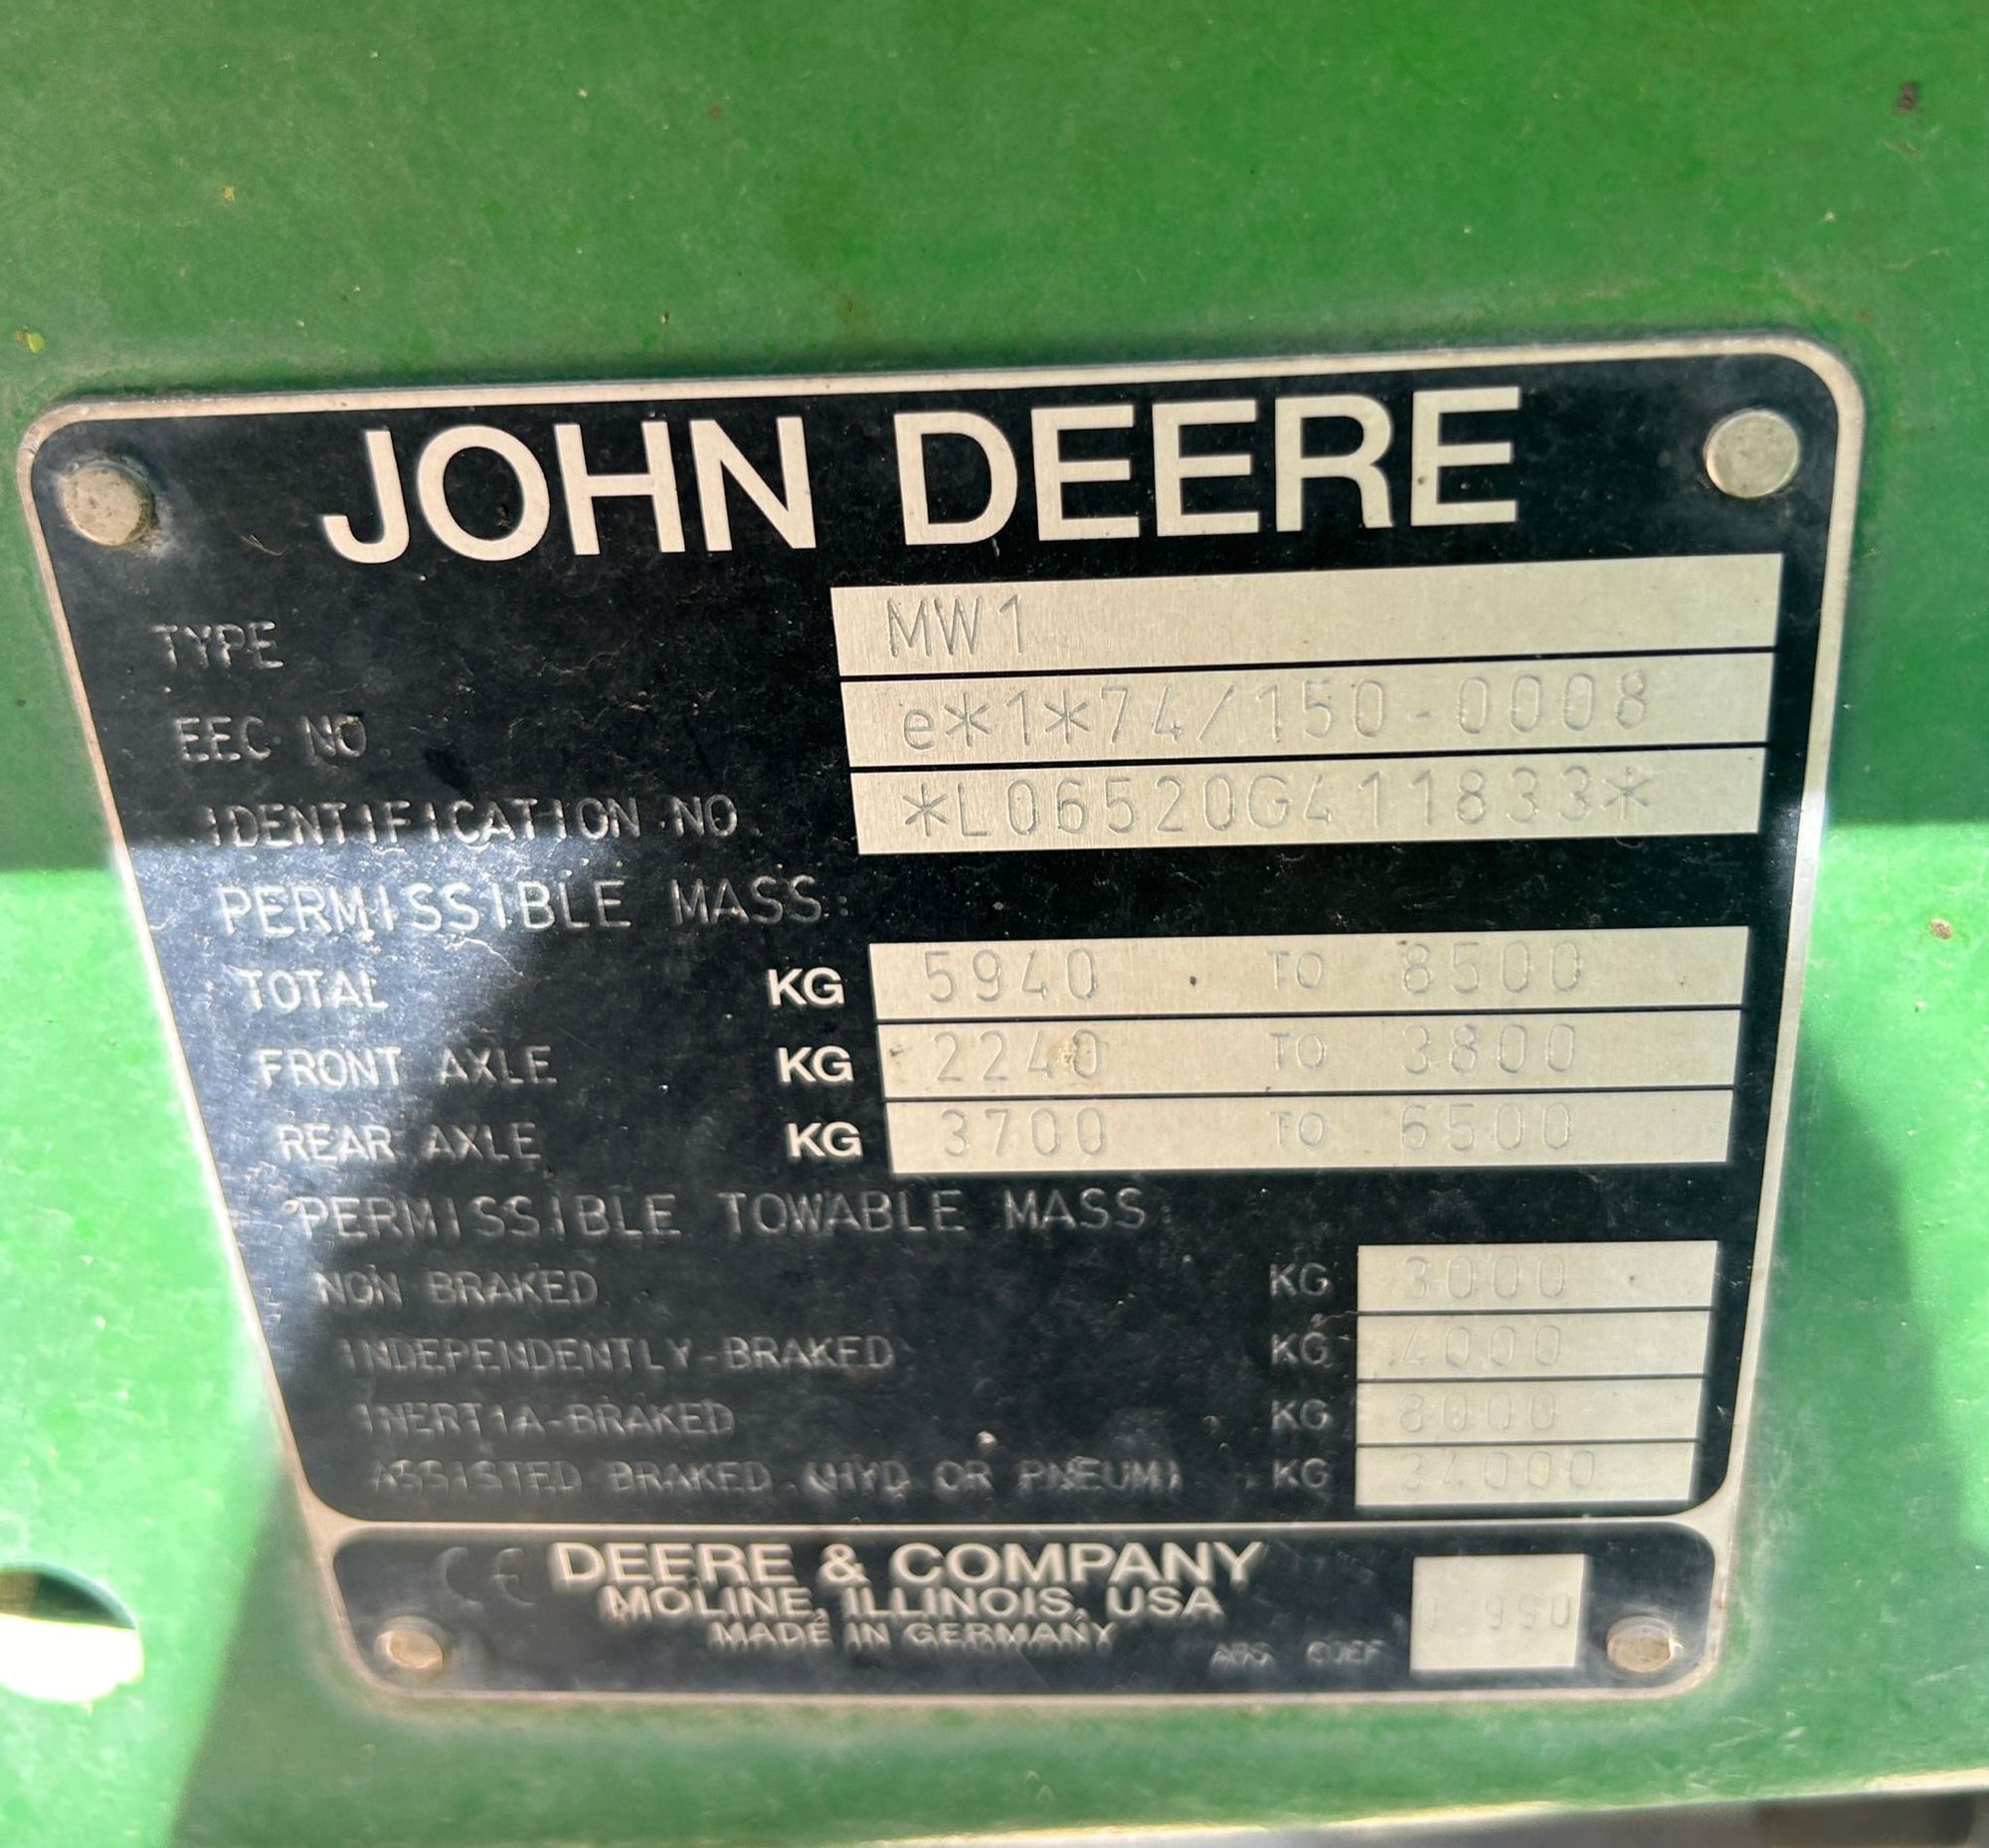 JOHN DEERE
TYPE MW1
EEC NO e*1*74/150-0008
IDENTIFICATION NO. *L06520G411833*
PERMISSIBLE MASS:
TOTAL KG 5940 TO 8500
FRONT AXLE KG 2240 TO 3800
REAR AXLE KG 3700 TO 6500
PERMISSIBLE TOWABLE MASS:
NON BRAKED KG 3000
INDEPENDENTLY-BRAKED KG 4000
INERTIA-BRAKED KG 8000
ASSISTED BRAKED (HYD OR PNEUM) KG 34000
CE DEERE & COMPANY
MOLINE, ILLINOIS, USA
MADE IN GERMANY
ABS COEF